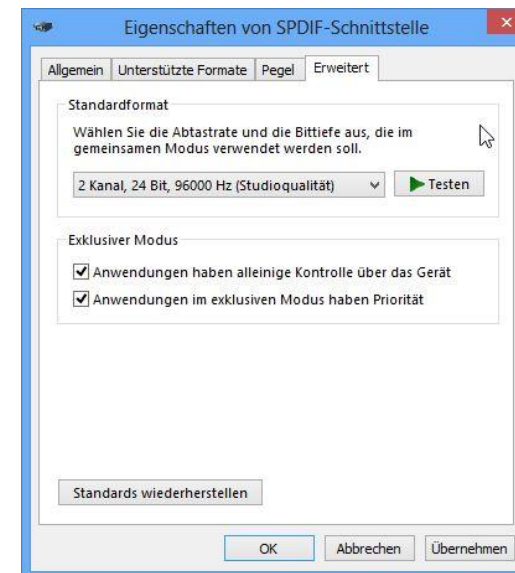 Eigenschaften von SPDIF-Schnittstelle
Allgemein Unterstützte Formate Pegel Erweitert
Standardformat
Wählen Sie die Abtastrate und die Bittiefe aus, die im
gemeinsamen Modus verwendet werden soll.
2 Kanal, 24 Bit, 96000 Hz (Studioqualität) Testen
Exklusiver Modus
Anwendungen haben alleinige Kontrolle über das Gerät
Anwendungen im exklusiven Modus haben Priorität
Standards wiederherstellen
OK Abbrechen Übernehmen